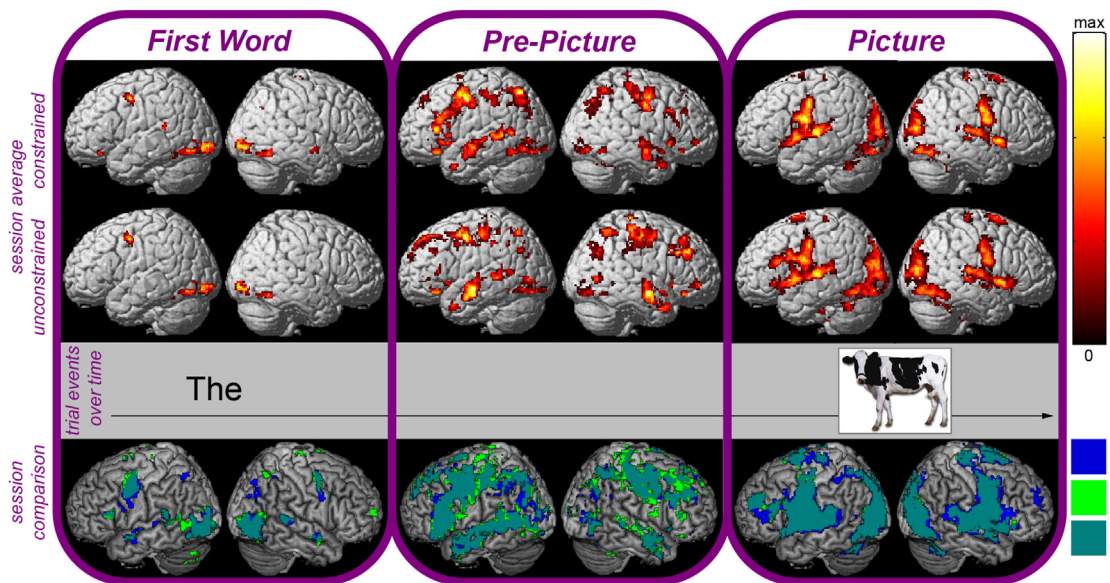 First Word
Pre-Picture
Picture
max
session average
constrained
unconstrained
0
trial events
over time
The
session
comparison